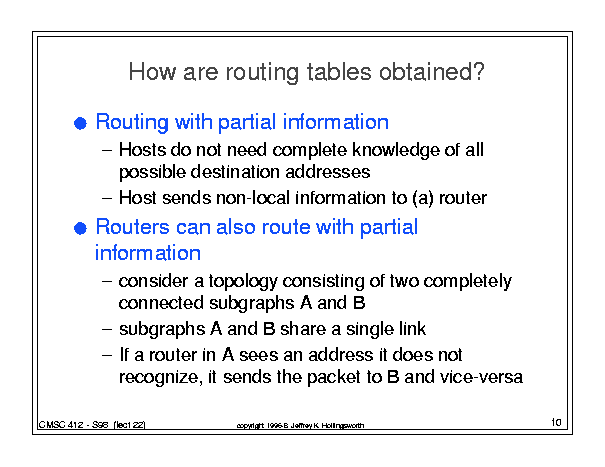 How are routing tables obtained?
Routing with partial information
– Hosts do not need complete knowledge of all
possible destination addresses
– Host sends non-local information to (a) router
Routers can also route with partial
information
– consider a topology consisting of two completely
connected subgraphs A and B
– subgraphs A and B share a single link
– If a router in A sees an address it does not
recognize, it sends the packet to B and vice-versa
CMSC 412 - S98 (lect 22)
copyright 1996-8 Jeffrey K. Hollingsworth
10